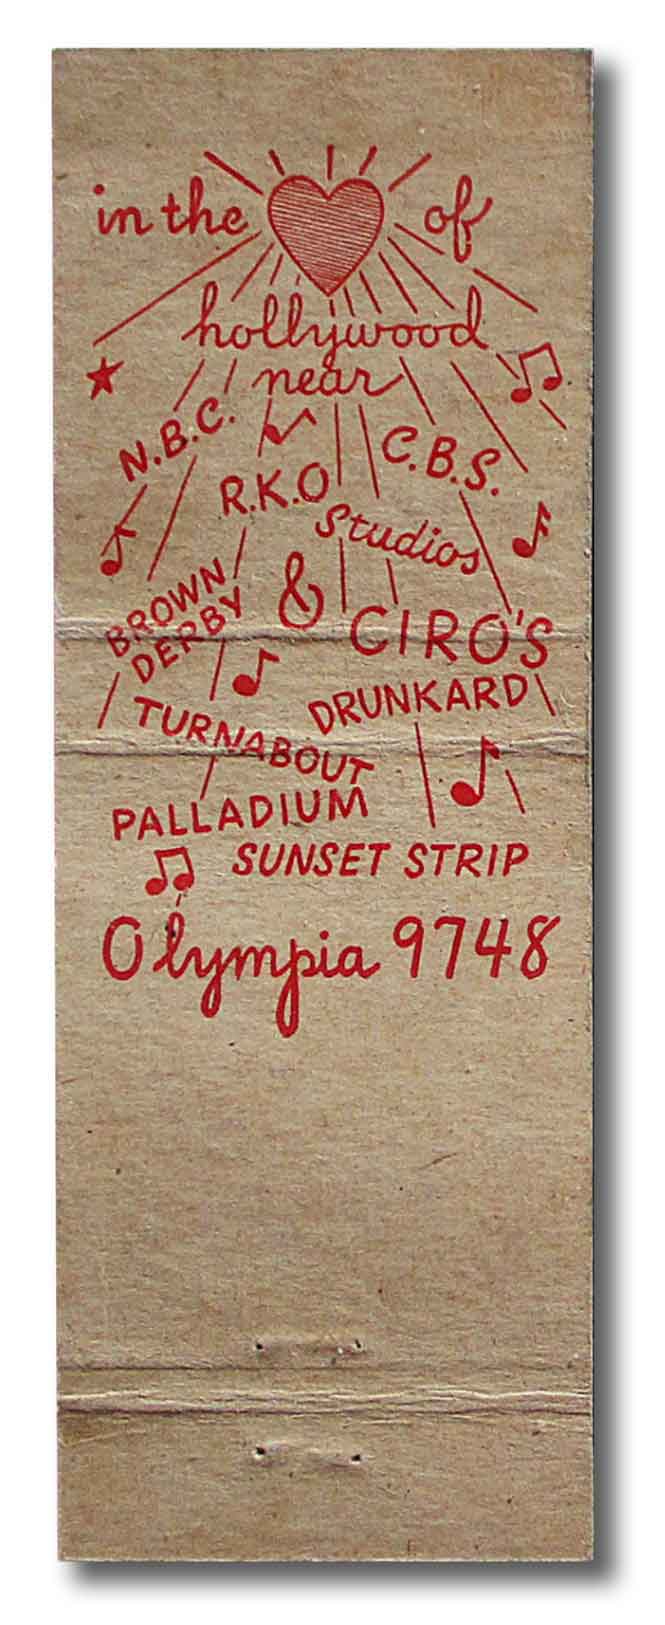 in the of
hollywood
near
N.B.C. C.B.S.
R.K.O
Studios
BROWN
DERBY & CIRO'S
TURNABOUT DRUNKARD
PALLADIUM
SUNSET STRIP
Olympia 9748